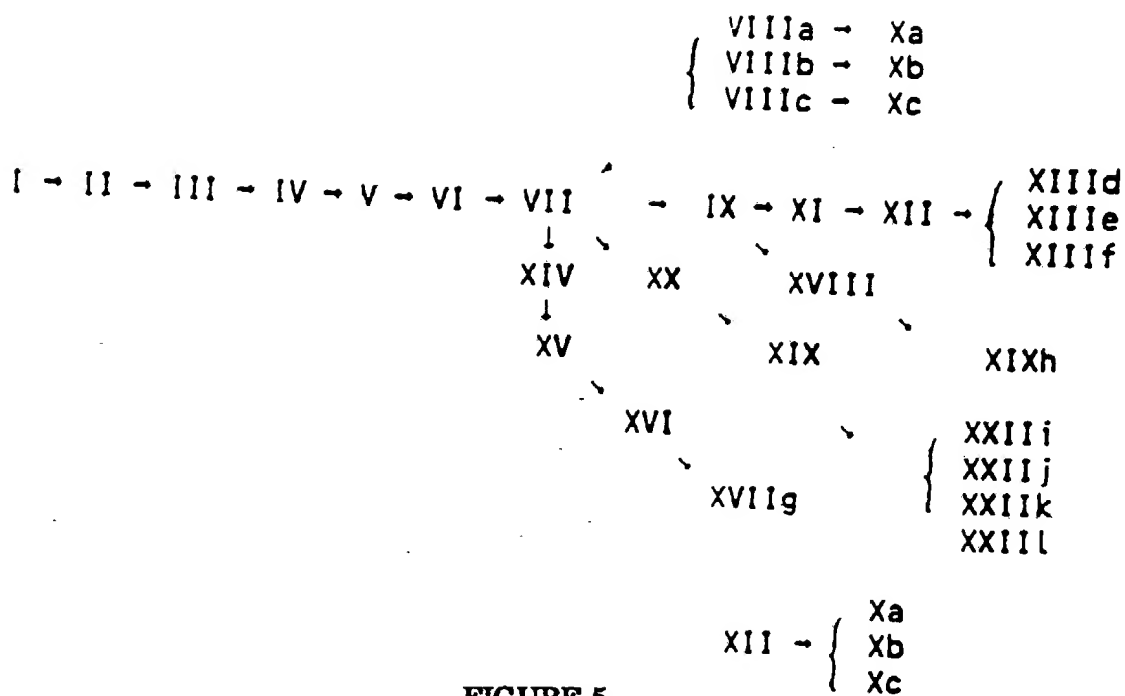 VIIIa → Xa
{ VIIIb → Xb
VIIIc → Xc
I → II → III → IV → V → VI → VII → IX → XI → XII → {
XIIId
XIIIe
XIIIf
↓ ↘ ↘
XIV XX XVIII
↓ ↘ ↘
XV XIX XIXh
↘
XVI ↘ {
XXIIi
XXIIj
XXIIk
XXIIl
↘
XVIIg
XII → {
Xa
Xb
Xc
FIGURE 5